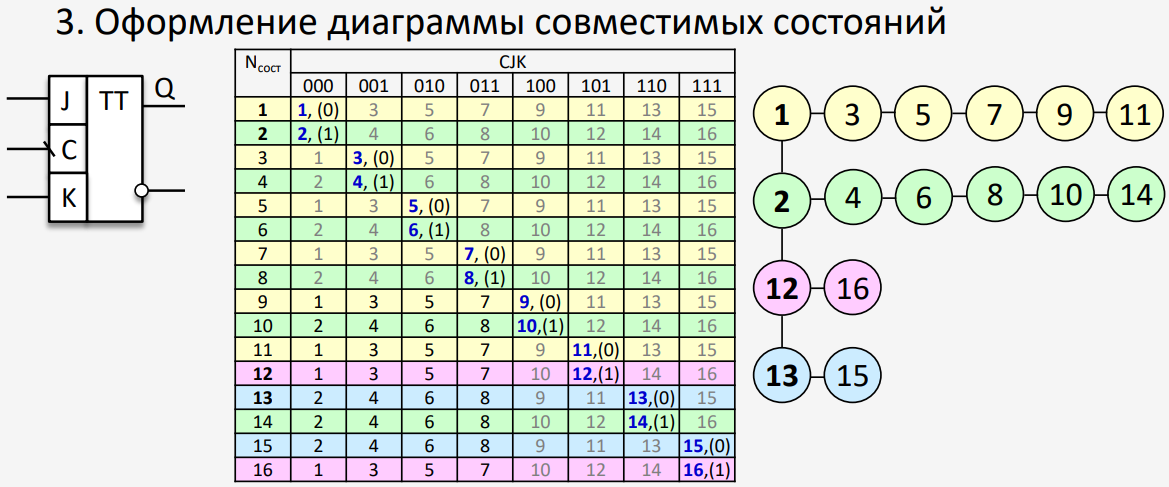 3. Оформление диаграммы совместимых состояний
J TT Q
C
K
Nсост CJK
000 001 010 011 100 101 110 111
1 1, (0) 3 5 7 9 11 13 15
2 2, (1) 4 6 8 10 12 14 16
3 1 3, (0) 5 7 9 11 13 15
4 2 4, (1) 6 8 10 12 14 16
5 1 3 5, (0) 7 9 11 13 15
6 2 4 6, (1) 8 10 12 14 16
7 1 3 5 7, (0) 9 11 13 15
8 2 4 6 8, (1) 10 12 14 16
9 1 3 5 7 9, (0) 11 13 15
10 2 4 6 8 10,(1) 12 14 16
11 1 3 5 7 9 11,(0) 13 15
12 1 3 5 7 10 12,(1) 14 16
13 2 4 6 8 9 11 13,(0) 15
14 2 4 6 8 10 12 14,(1) 16
15 2 4 6 8 9 11 13 15,(0)
16 1 3 5 7 10 12 14 16,(1)
1 3 5 7 9 11
2 4 6 8 10 14
12 16
13 15